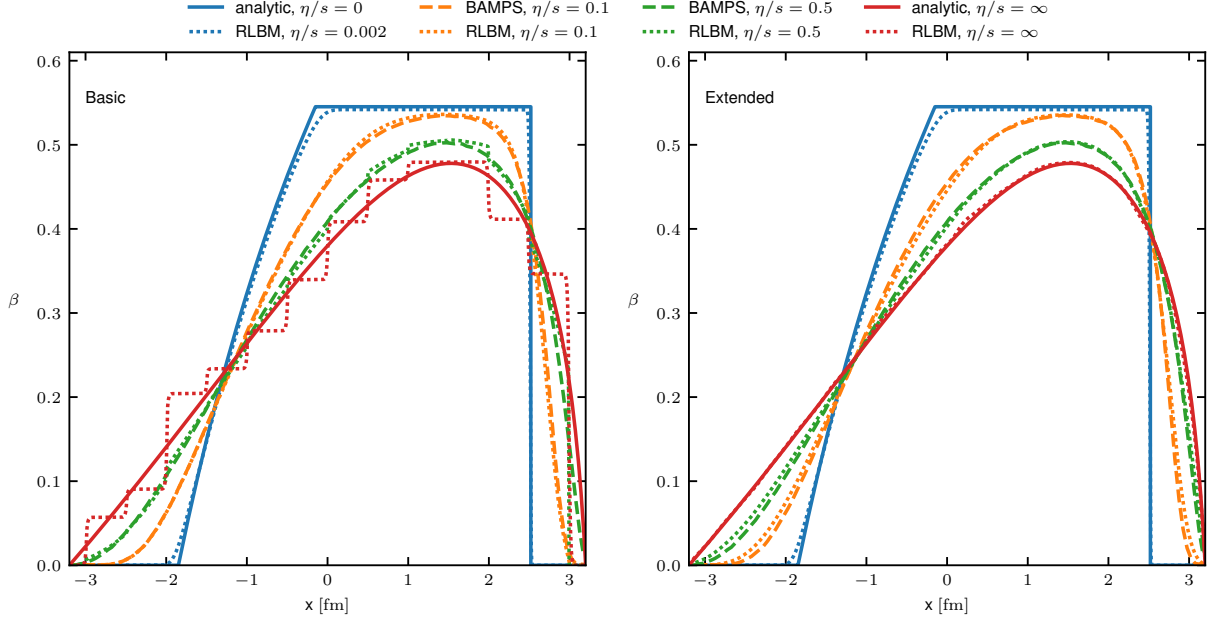 analytic, η/s = 0 BAMPS, η/s = 0.1 BAMPS, η/s = 0.5 analytic, η/s = ∞
RLBM, η/s = 0.002 RLBM, η/s = 0.1 RLBM, η/s = 0.5 RLBM, η/s = ∞
Basic
0.6
0.5
0.4
β
0.3
0.2
0.1
0.0
−3 −2 −1 0 1 2 3
x [fm]
Extended
0.6
0.5
0.4
β
0.3
0.2
0.1
0.0
−3 −2 −1 0 1 2 3
x [fm]